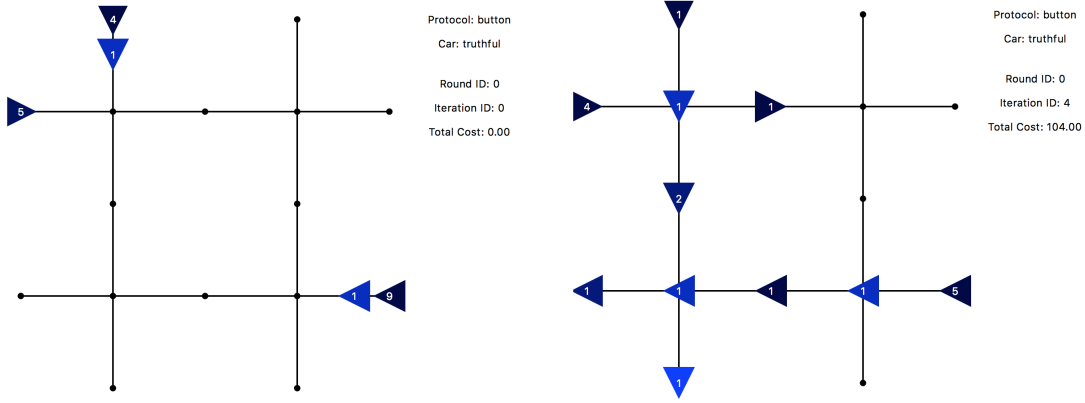 4
1
5
1 9
Protocol: button
Car: truthful
Round ID: 0
Iteration ID: 0
Total Cost: 0.00
1
4 1 1
2
1 1 1 1 5
1
Protocol: button
Car: truthful
Round ID: 0
Iteration ID: 4
Total Cost: 104.00